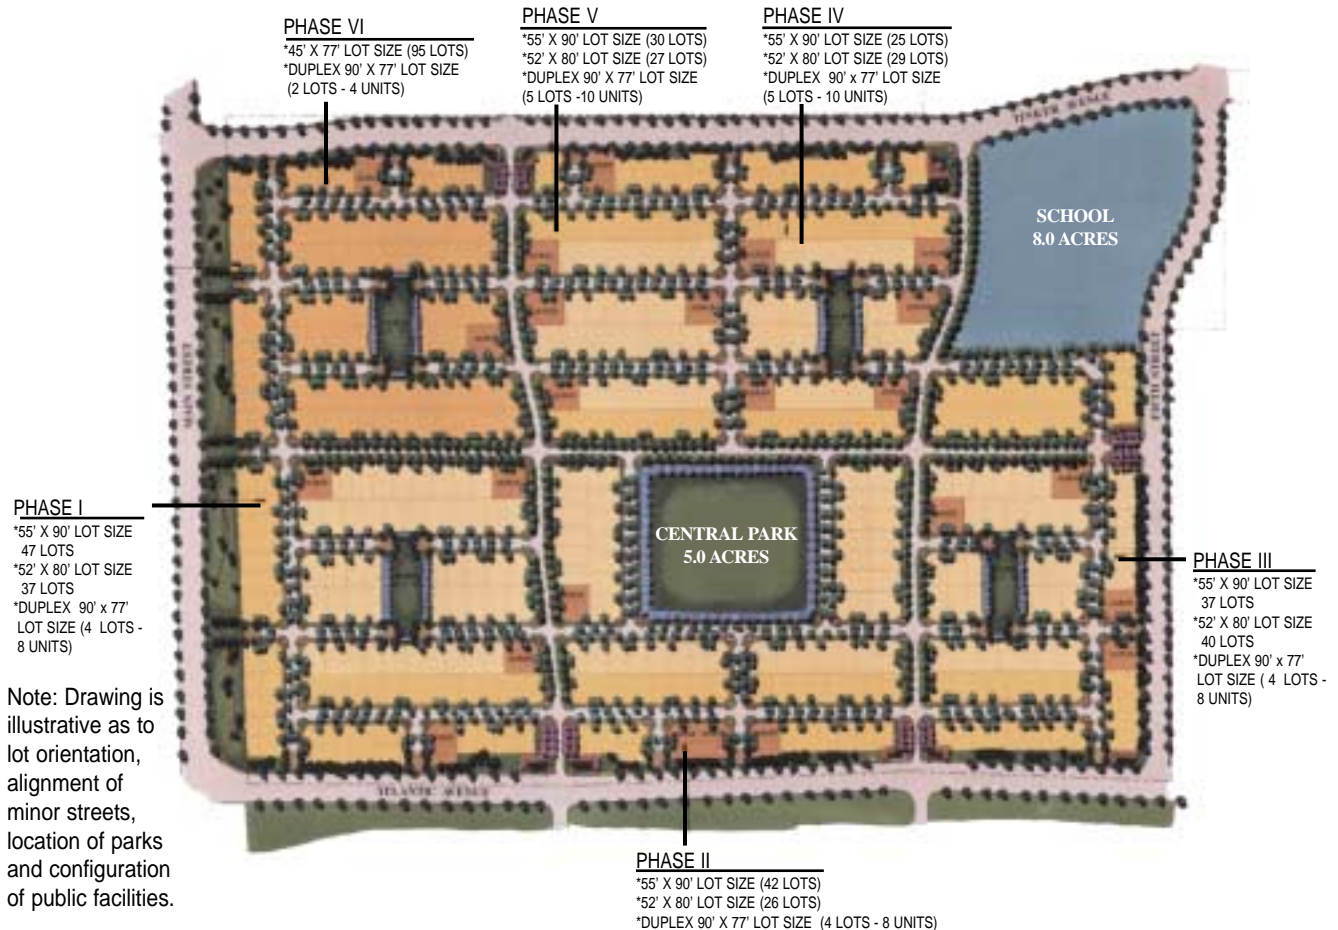 PHASE VI
*45' X 77' LOT SIZE (95 LOTS)
*DUPLEX 90' X 77' LOT SIZE
(2 LOTS - 4 UNITS)
PHASE V
*55' X 90' LOT SIZE (30 LOTS)
*52' X 80' LOT SIZE (27 LOTS)
*DUPLEX 90' X 77' LOT SIZE
(5 LOTS -10 UNITS)
PHASE IV
*55' X 90' LOT SIZE (25 LOTS)
*52' X 80' LOT SIZE (29 LOTS)
*DUPLEX 90' x 77' LOT SIZE
(5 LOTS - 10 UNITS)
TINKER AVENUE
SCHOOL
8.0 ACRES
MAIN STREET
FIFTH STREET
PHASE I
*55' X 90' LOT SIZE
47 LOTS
*52' X 80' LOT SIZE
37 LOTS
*DUPLEX 90' x 77'
LOT SIZE (4 LOTS -
8 UNITS)
CENTRAL PARK
5.0 ACRES
PHASE III
*55' X 90' LOT SIZE
37 LOTS
*52' X 80' LOT SIZE
40 LOTS
*DUPLEX 90' x 77'
LOT SIZE ( 4 LOTS -
8 UNITS)
Note: Drawing is
illustrative as to
lot orientation,
alignment of
minor streets,
location of parks
and configuration
of public facilities.
ATLANTIC AVENUE
PHASE II
*55' X 90' LOT SIZE (42 LOTS)
*52' X 80' LOT SIZE (26 LOTS)
*DUPLEX 90' X 77' LOT SIZE (4 LOTS - 8 UNITS)